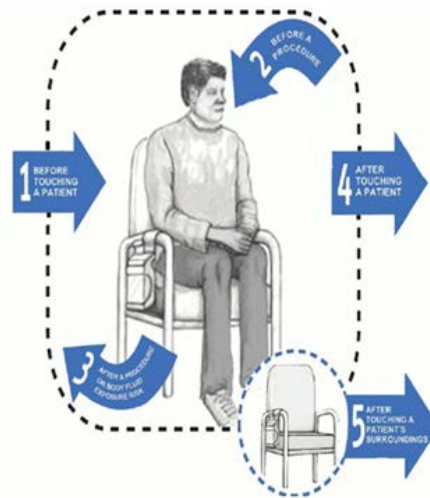 1 BEFORE
TOUCHING
A PATIENT
2 BEFORE A
PROCEDURE
3 AFTER A PROCEDURE
OR BODY FLUID
EXPOSURE RISK
4 AFTER
TOUCHING
A PATIENT
5 AFTER
TOUCHING A
PATIENT'S
SURROUNDINGS